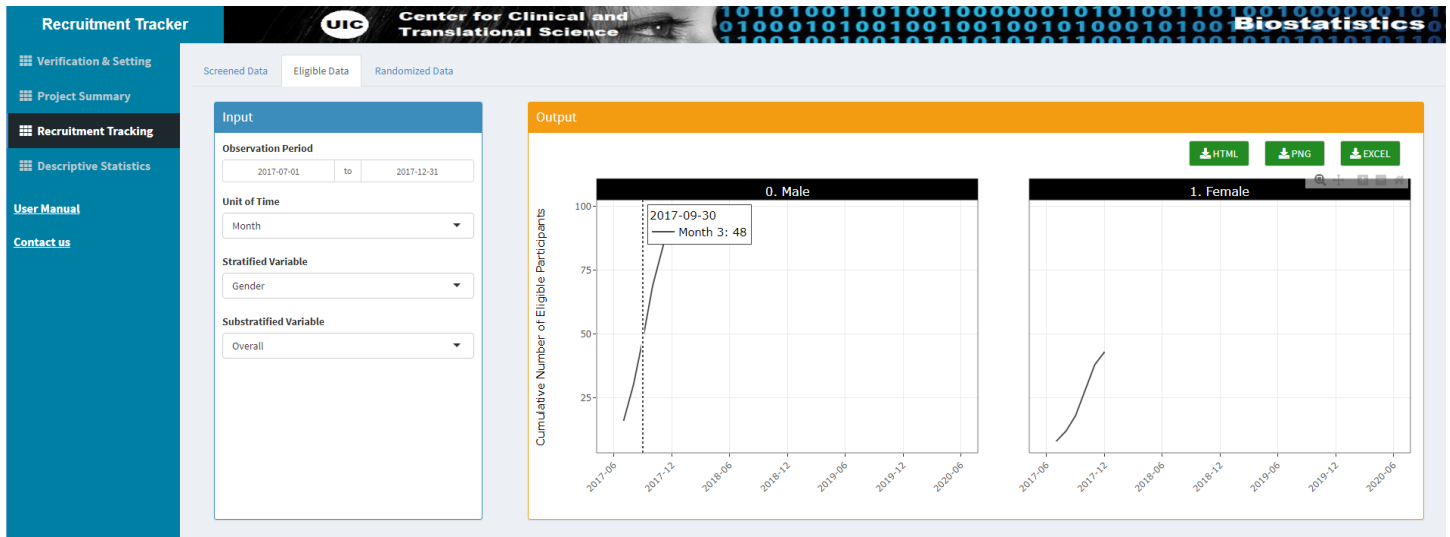 Recruitment Tracker
UIC
Center for Clinical and
Translational Science
Biostatistics
Verification & Setting
Project Summary
Recruitment Tracking
Descriptive Statistics
User Manual
Contact us
Screened Data
Eligible Data
Randomized Data
Input
Observation Period
2017-07-01 to 2017-12-31
Unit of Time
Month
Stratified Variable
Gender
Substratified Variable
Overall
Output
HTML
PNG
EXCEL
Cumulative Number of Eligible Participants
0. Male
1. Female
2017-09-30
Month 3: 48
100
75
50
25
2017-06
2017-12
2018-06
2018-12
2019-06
2019-12
2020-06
2017-06
2017-12
2018-06
2018-12
2019-06
2019-12
2020-06